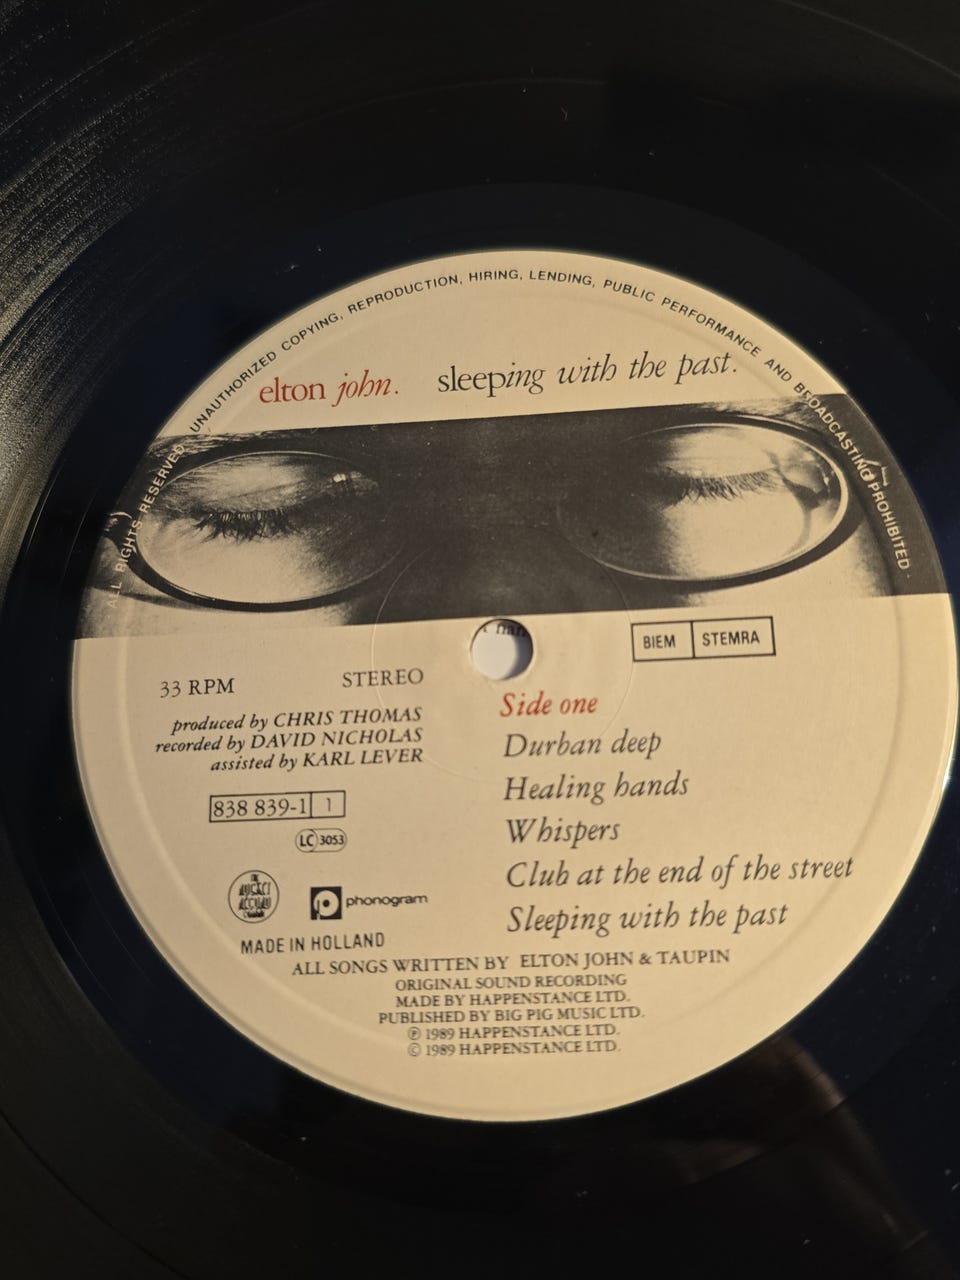 ALL RIGHTS RESERVED. UNAUTHORIZED COPYING, REPRODUCTION, HIRING, LENDING, PUBLIC PERFORMANCE AND BROADCASTING PROHIBITED.
elton john. sleeping with the past.
BIEM STEMRA
33 RPM STEREO
produced by CHRIS THOMAS
recorded by DAVID NICHOLAS
assisted by KARL LEVER
838 839-1 1
LC 3053
phonogram
MADE IN HOLLAND
Side one
Durban deep
Healing hands
Whispers
Club at the end of the street
Sleeping with the past
ALL SONGS WRITTEN BY ELTON JOHN & TAUPIN
ORIGINAL SOUND RECORDING
MADE BY HAPPENSTANCE LTD.
PUBLISHED BY BIG PIG MUSIC LTD.
℗ 1989 HAPPENSTANCE LTD.
© 1989 HAPPENSTANCE LTD.